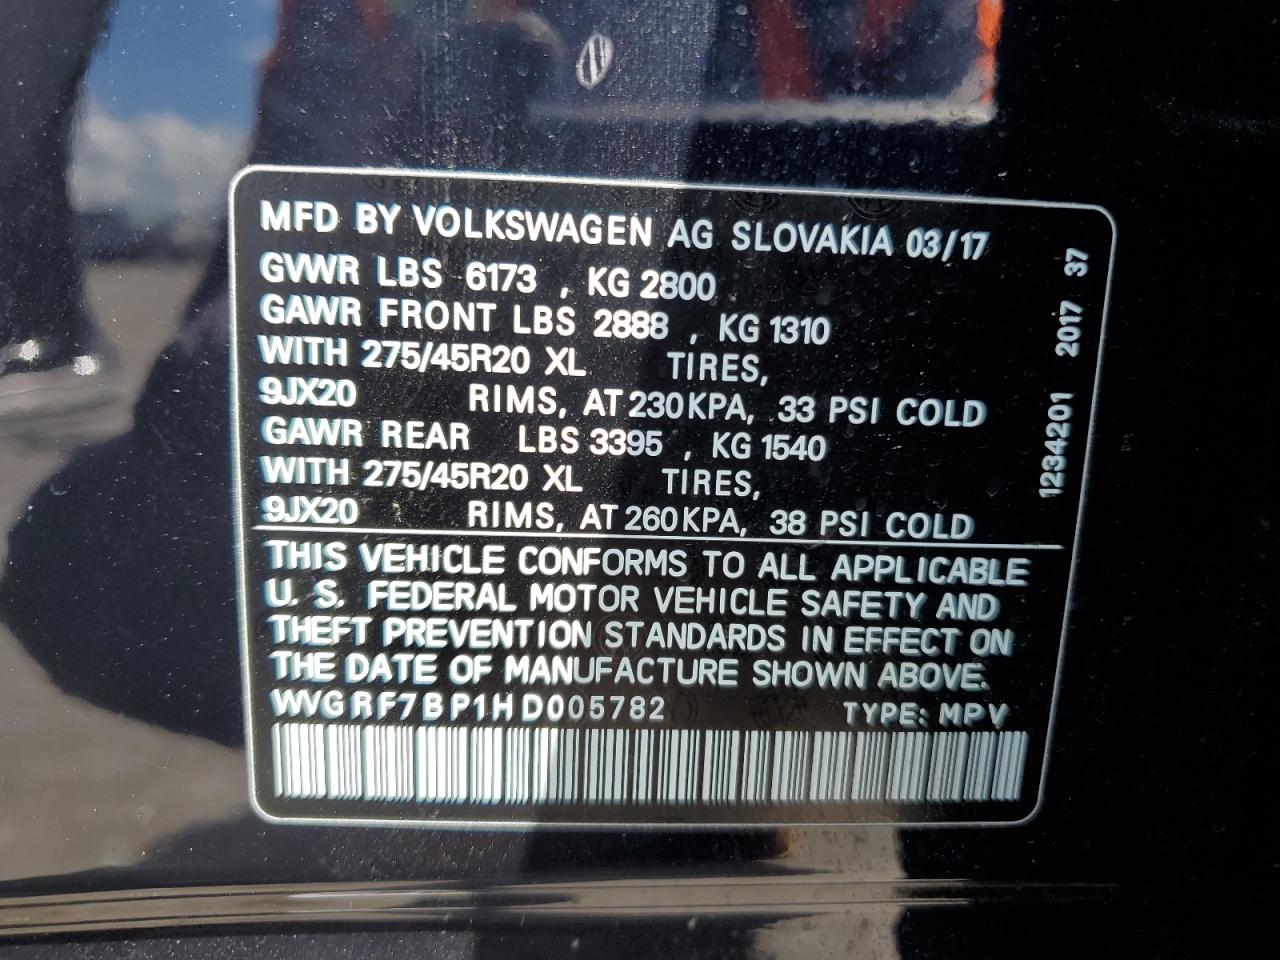 MFD BY VOLKSWAGEN AG SLOVAKIA 03/17
GVWR LBS 6173 , KG 2800
GAWR FRONT LBS 2888 , KG 1310
WITH 275/45R20 XL TIRES,
9JX20 RIMS, AT 230KPA, 33 PSI COLD
GAWR REAR LBS 3395 , KG 1540
WITH 275/45R20 XL TIRES,
9JX20 RIMS, AT 260KPA, 38 PSI COLD
THIS VEHICLE CONFORMS TO ALL APPLICABLE
U. S. FEDERAL MOTOR VEHICLE SAFETY AND
THEFT PREVENTION STANDARDS IN EFFECT ON
THE DATE OF MANUFACTURE SHOWN ABOVE.
WVGRF7BP1HD005782 TYPE: MPV
1234201 2017 37